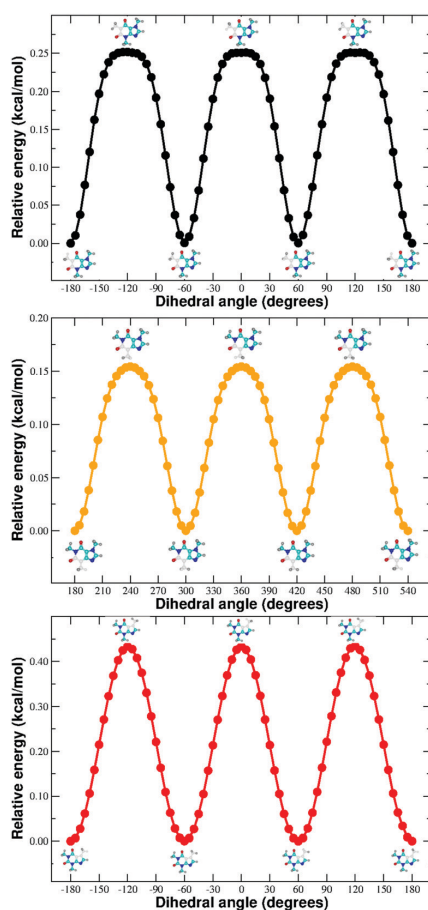 0.25
0.20
0.15
0.10
0.05
0.00
Relative energy (kcal/mol)
-180 -150 -120 -90 -60 -30 0 30 60 90 120 150 180
Dihedral angle (degrees)
0.20
0.15
0.10
0.05
0.00
Relative energy (kcal/mol)
180 210 240 270 300 330 360 390 420 450 480 510 540
Dihedral angle (degrees)
0.40
0.30
0.20
0.10
0.00
Relative energy (kcal/mol)
-180 -150 -120 -90 -60 -30 0 30 60 90 120 150 180
Dihedral angle (degrees)